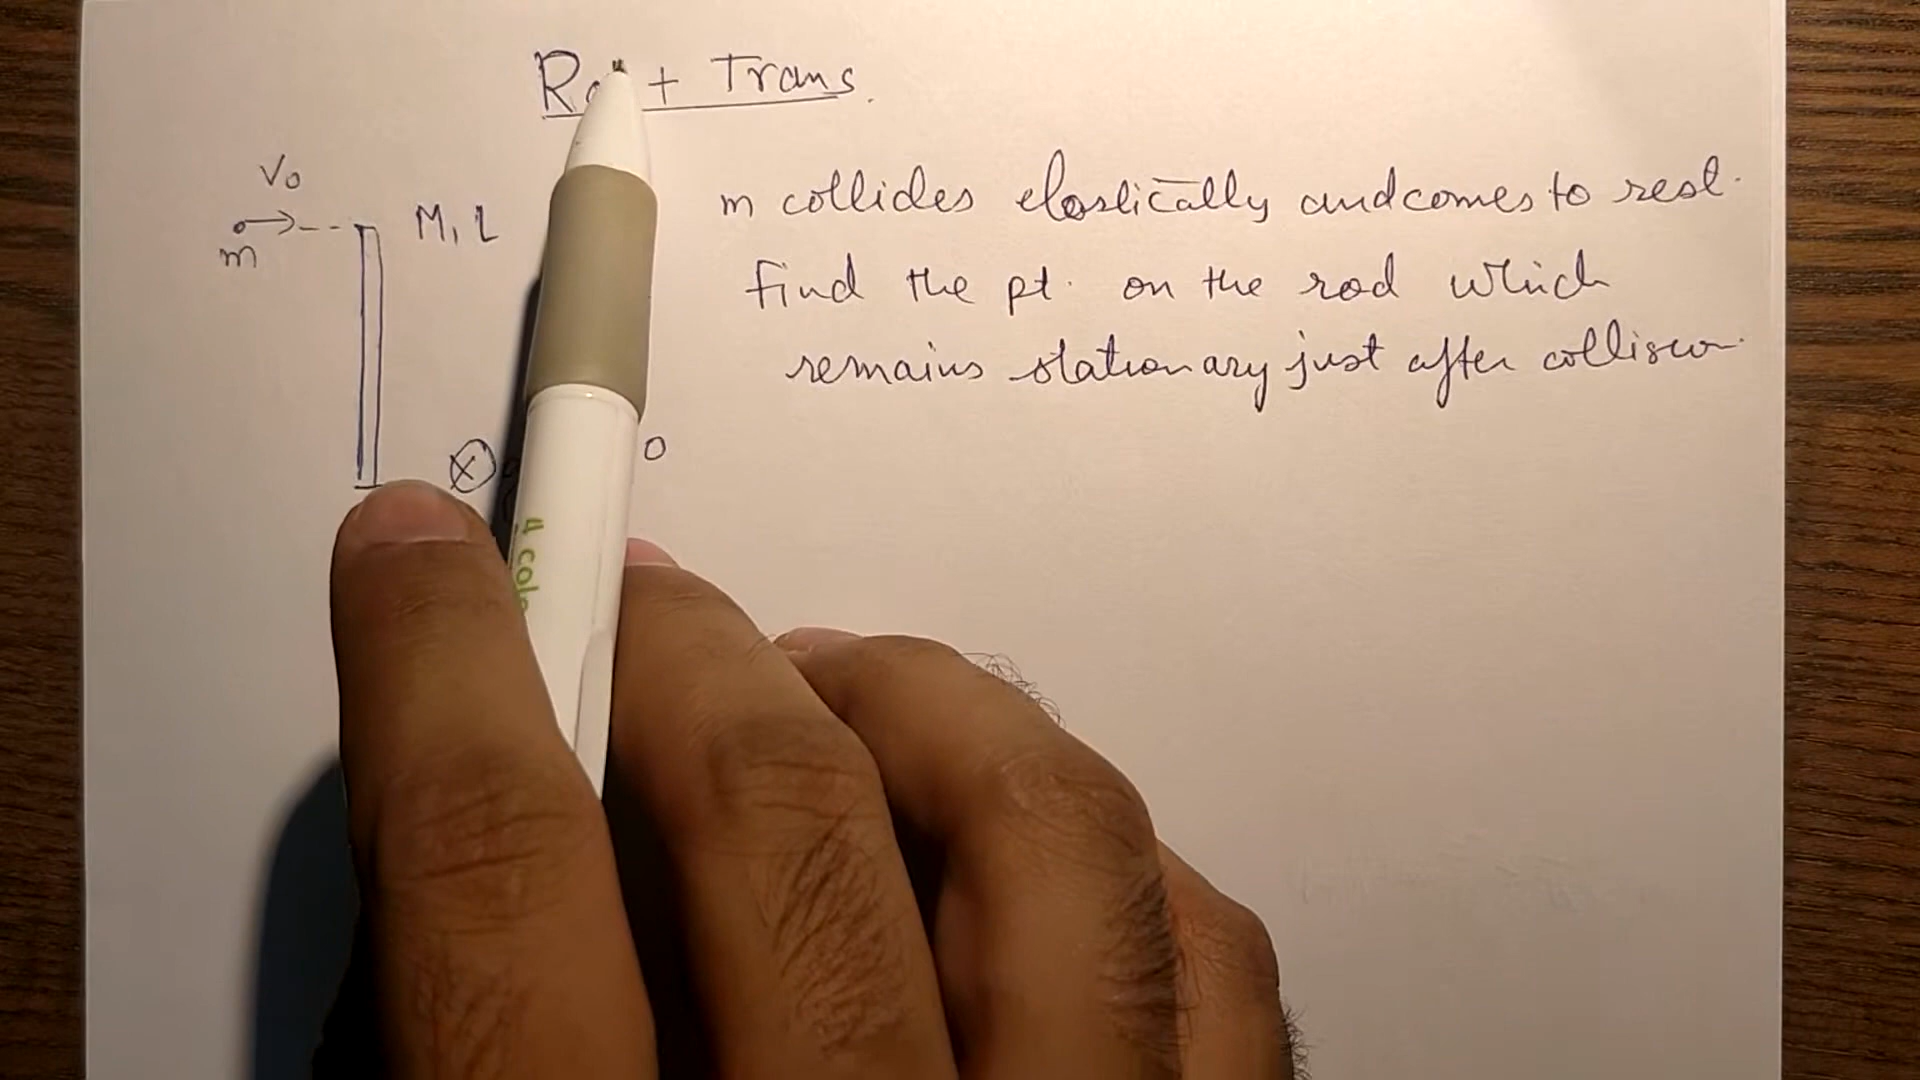 + Trans.
V₀
m
M, L
m collides elastically and comes to rest.
find the pt. on the rod which
remains stationary just after collision.
0
4 colo